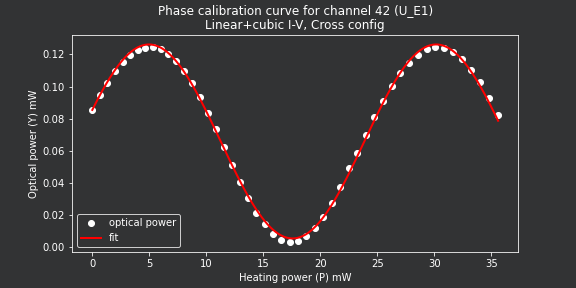 Phase calibration curve for channel 42 (U_E1)
Linear+cubic I-V, Cross config
Optical power (Y) mW
0.12
0.10
0.08
0.06
0.04
0.02
0.00
optical power
fit
0 5 10 15 20 25 30 35
Heating power (P) mW